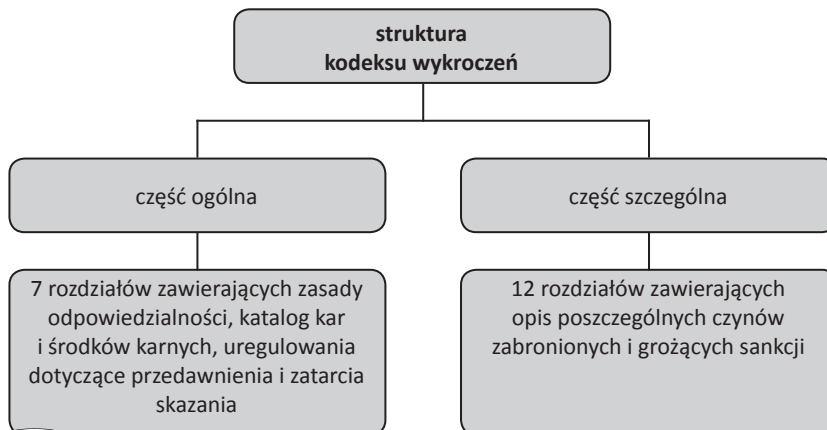 struktura
kodeksu wykroczeń
część ogólna
część szczególna
7 rozdziałów zawierających zasady
odpowiedzialności, katalog kar
i środków karnych, uregulowania
dotyczące przedawnienia i zatarcia
skazania
12 rozdziałów zawierających
opis poszczególnych czynów
zabronionych i grożących sankcji